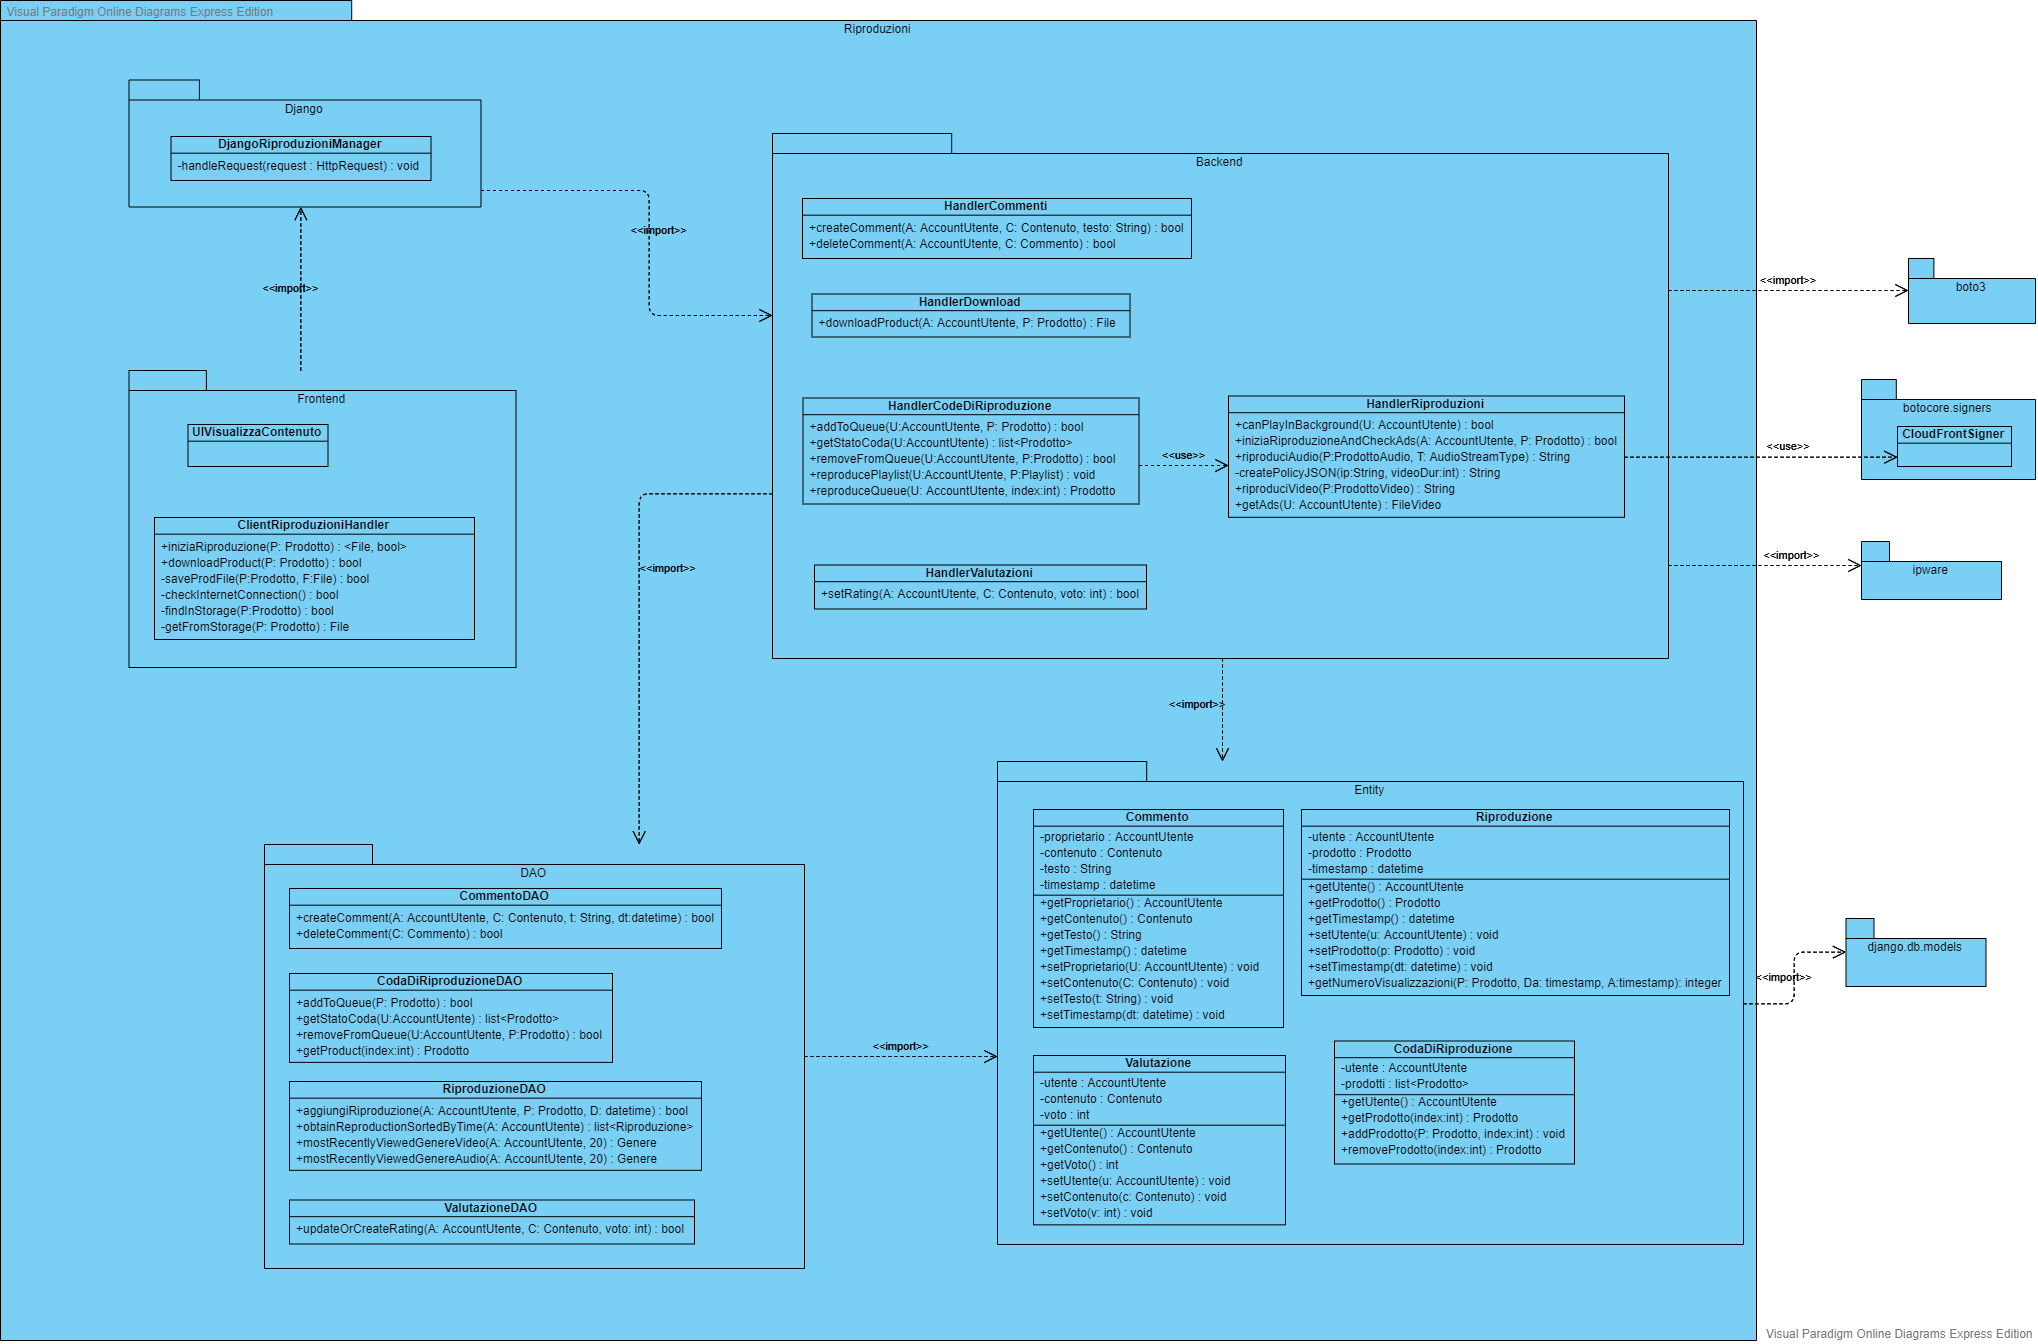 Visual Paradigm Online Diagrams Express Edition
Riproduzioni
Django
DjangoRiproduzioniManager
-handleRequest(request : HttpRequest) : void
<<import>>
<<import>>
Frontend
UIVisualizzaContenuto
ClientRiproduzioniHandler
+iniziaRiproduzione(P: Prodotto) : <File, bool>
+downloadProduct(P: Prodotto) : bool
-saveProdFile(P:Prodotto, F:File) : bool
-checkInternetConnection() : bool
-findInStorage(P:Prodotto) : bool
-getFromStorage(P: Prodotto) : File
Backend
HandlerCommenti
+createComment(A: AccountUtente, C: Contenuto, testo: String) : bool
+deleteComment(A: AccountUtente, C: Commento) : bool
HandlerDownload
+downloadProduct(A: AccountUtente, P: Prodotto) : File
HandlerCodeDiRiproduzione
+addToQueue(U:AccountUtente, P: Prodotto) : bool
+getStatoCoda(U:AccountUtente) : list<Prodotto>
+removeFromQueue(U:AccountUtente, P:Prodotto) : bool
+reproducePlaylist(U:AccountUtente, P:Playlist) : void
+reproduceQueue(U: AccountUtente, index:int) : Prodotto
<<use>>
HandlerRiproduzioni
+canPlayInBackground(U: AccountUtente) : bool
+iniziaRiproduzioneAndCheckAds(A: AccountUtente, P: Prodotto) : bool
+riproduciAudio(P:ProdottoAudio, T: AudioStreamType) : String
-createPolicyJSON(ip:String, videoDur:int) : String
+riproduciVideo(P:ProdottoVideo) : String
+getAds(U: AccountUtente) : FileVideo
HandlerValutazioni
+setRating(A: AccountUtente, C: Contenuto, voto: int) : bool
<<import>>
boto3
<<use>>
botocore.signers
CloudFrontSigner
<<import>>
ipware
<<import>>
<<import>>
DAO
CommentoDAO
+createComment(A: AccountUtente, C: Contenuto, t: String, dt:datetime) : bool
+deleteComment(C: Commento) : bool
CodaDiRiproduzioneDAO
+addToQueue(P: Prodotto) : bool
+getStatoCoda(U:AccountUtente) : list<Prodotto>
+removeFromQueue(U:AccountUtente, P:Prodotto) : bool
+getProduct(index:int) : Prodotto
RiproduzioneDAO
+aggiungiRiproduzione(A: AccountUtente, P: Prodotto, D: datetime) : bool
+obtainReproductionSortedByTime(A: AccountUtente) : list<Riproduzione>
+mostRecentlyViewedGenereVideo(A: AccountUtente, 20) : Genere
+mostRecentlyViewedGenereAudio(A: AccountUtente, 20) : Genere
ValutazioneDAO
+updateOrCreateRating(A: AccountUtente, C: Contenuto, voto: int) : bool
<<import>>
Entity
Commento
-proprietario : AccountUtente
-contenuto : Contenuto
-testo : String
-timestamp : datetime
+getProprietario() : AccountUtente
+getContenuto() : Contenuto
+getTesto() : String
+getTimestamp() : datetime
+setProprietario(U: AccountUtente) : void
+setContenuto(C: Contenuto) : void
+setTesto(t: String) : void
+setTimestamp(dt: datetime) : void
Riproduzione
-utente : AccountUtente
-prodotto : Prodotto
-timestamp : datetime
+getUtente() : AccountUtente
+getProdotto() : Prodotto
+getTimestamp() : datetime
+setUtente(u: AccountUtente) : void
+setProdotto(p: Prodotto) : void
+setTimestamp(dt: datetime) : void
+getNumeroVisualizzazioni(P: Prodotto, Da: timestamp, A:timestamp): integer
Valutazione
-utente : AccountUtente
-contenuto : Contenuto
-voto : int
+getUtente() : AccountUtente
+getContenuto() : Contenuto
+getVoto() : int
+setUtente(u: AccountUtente) : void
+setContenuto(c: Contenuto) : void
+setVoto(v: int) : void
CodaDiRiproduzione
-utente : AccountUtente
-prodotti : list<Prodotto>
+getUtente() : AccountUtente
+getProdotto(index:int) : Prodotto
+addProdotto(P: Prodotto, index:int) : void
+removeProdotto(index:int) : Prodotto
<<import>>
django.db.models
Visual Paradigm Online Diagrams Express Edition